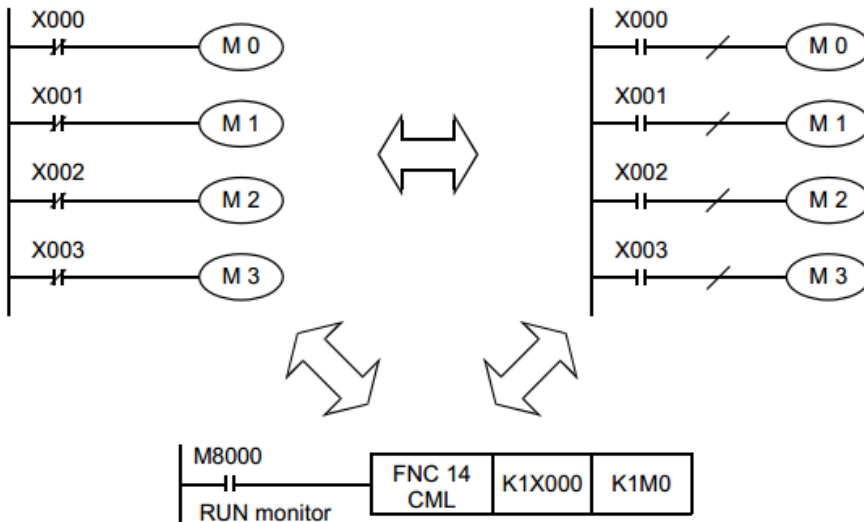 X000
M 0
X001
M 1
X002
M 2
X003
M 3
X000
M 0
X001
M 1
X002
M 2
X003
M 3
M8000
RUN monitor
FNC 14
CML
K1X000
K1M0